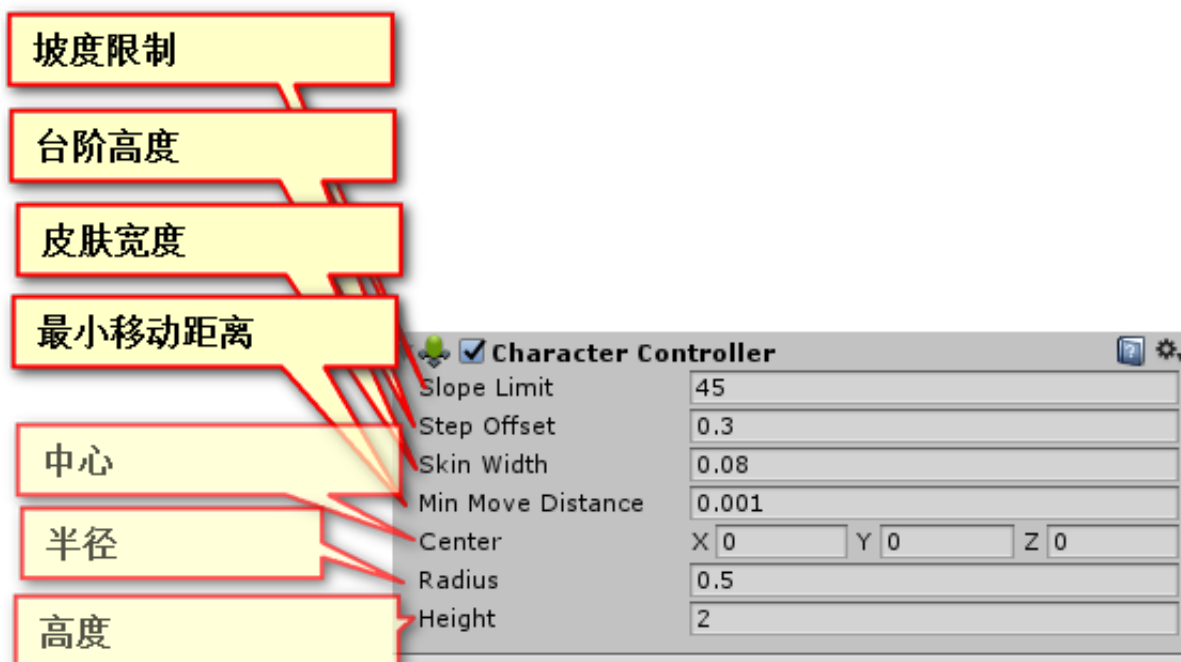 坡度限制
台阶高度
皮肤宽度
最小移动距离
中心
半径
高度
Character Controller
Slope Limit 45
Step Offset 0.3
Skin Width 0.08
Min Move Distance 0.001
Center X 0 Y 0 Z 0
Radius 0.5
Height 2